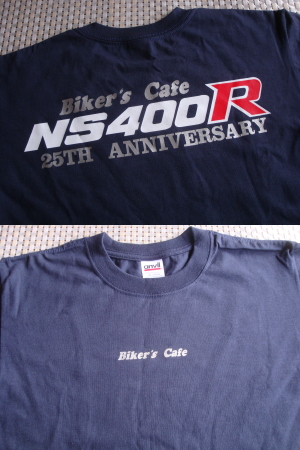 Biker's Cafe
NS400R
25TH ANNIVERSARY
anvil
Biker's Cafe